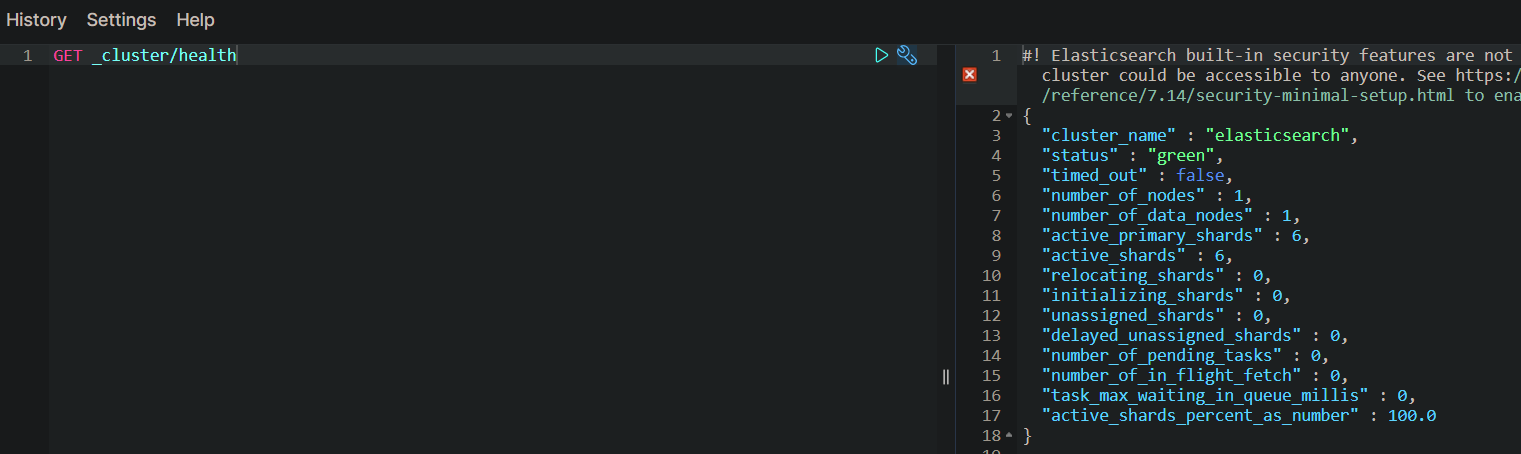 History Settings Help
1 GET _cluster/health
1 #! Elasticsearch built-in security features are not
cluster could be accessible to anyone. See https:/
/reference/7.14/security-minimal-setup.html to ena
2 {
3 "cluster_name" : "elasticsearch",
4 "status" : "green",
5 "timed_out" : false,
6 "number_of_nodes" : 1,
7 "number_of_data_nodes" : 1,
8 "active_primary_shards" : 6,
9 "active_shards" : 6,
10 "relocating_shards" : 0,
11 "initializing_shards" : 0,
12 "unassigned_shards" : 0,
13 "delayed_unassigned_shards" : 0,
14 "number_of_pending_tasks" : 0,
15 "number_of_in_flight_fetch" : 0,
16 "task_max_waiting_in_queue_millis" : 0,
17 "active_shards_percent_as_number" : 100.0
18 }